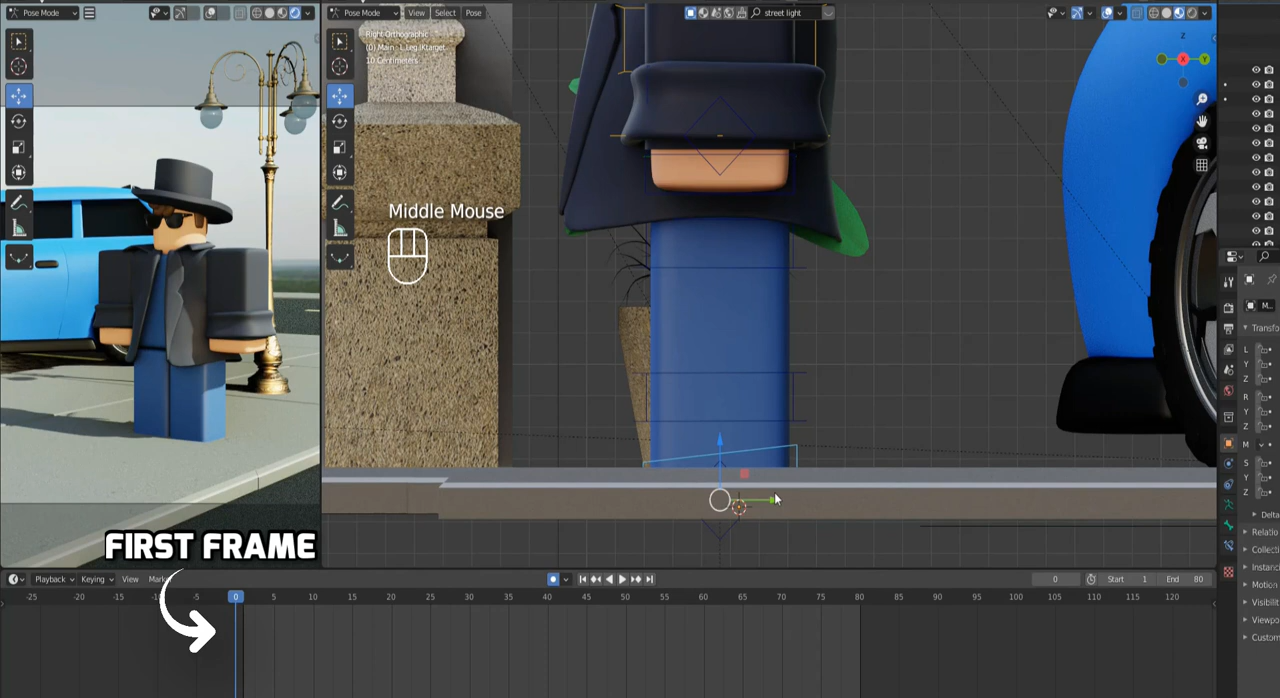 Pose Mode
Pose Mode View Select Pose
street light
Right Orthographic
(0) Main : L Leg IKtarget
10 Centimeters
Z
X
Y
Middle Mouse
FIRST FRAME
M...
Transfo
L
Y
Z
R
Y
Z
M
S
Y
Z
Delta
Relatio
Collecti
Instanci
Motion
Visibilit
Viewpo
Custom
Playback Keying View Mark
0 Start 1 End 80
-25 -20 -15 -10 -5 0 5 10 15 20 25 30 35 40 45 50 55 60 65 70 75 80 85 90 95 100 105 110 115 120